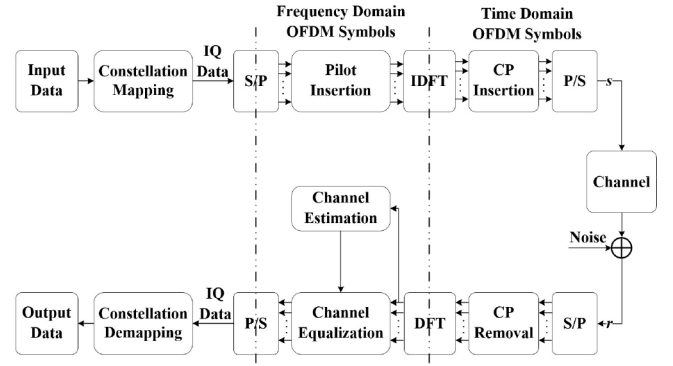 Frequency Domain
OFDM Symbols
Time Domain
OFDM Symbols
Input
Data
Constellation
Mapping
IQ
Data
S/P
Pilot
Insertion
IDFT
CP
Insertion
P/S
s
Channel
Noise
Channel
Estimation
Output
Data
Constellation
Demapping
IQ
Data
P/S
Channel
Equalization
DFT
CP
Removal
S/P
r